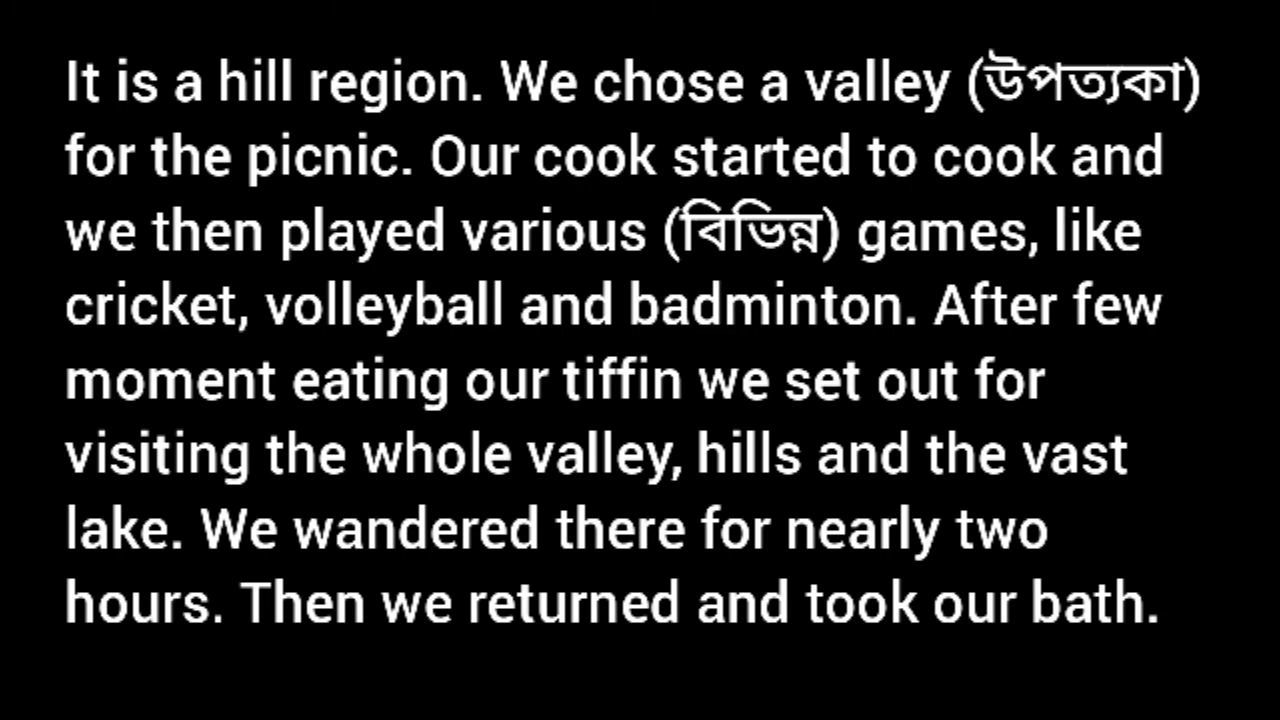 It is a hill region. We chose a valley (উপত্যকা)
for the picnic. Our cook started to cook and
we then played various (বিভিন্ন) games, like
cricket, volleyball and badminton. After few
moment eating our tiffin we set out for
visiting the whole valley, hills and the vast
lake. We wandered there for nearly two
hours. Then we returned and took our bath.